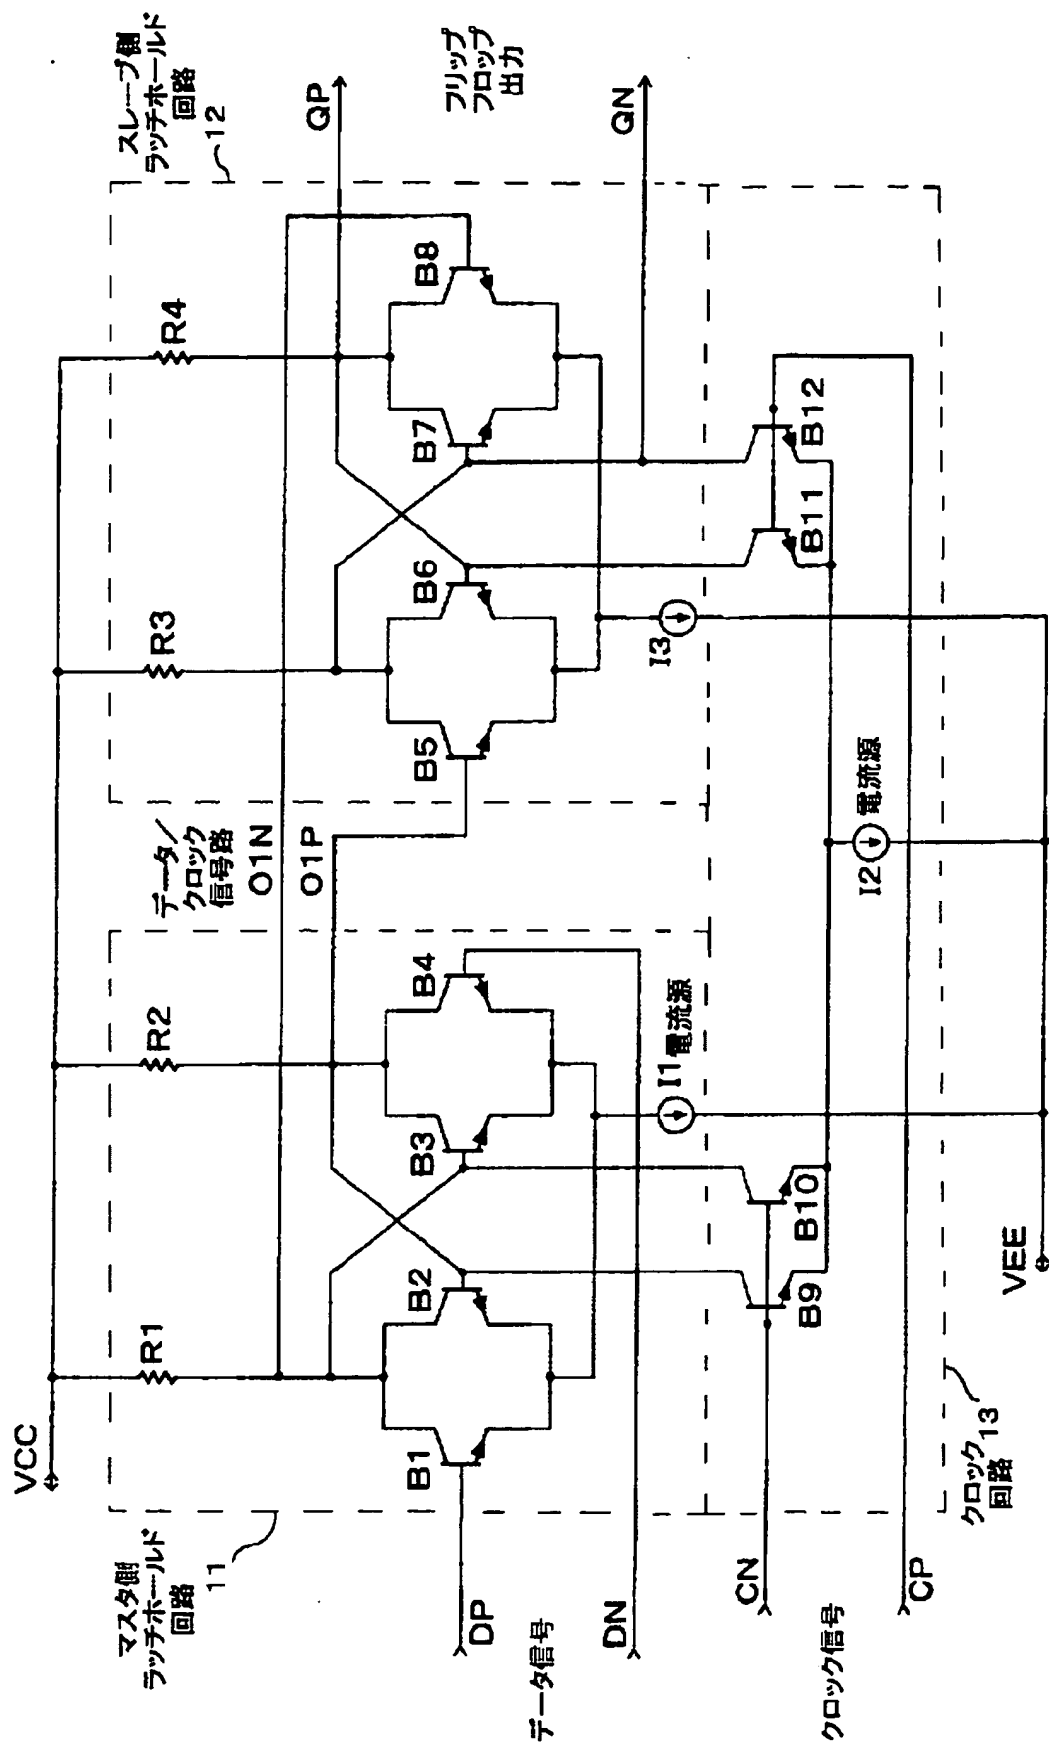 マスタ側
ラッチホールド
回路
11
VCC
R1
R2
R3
R4
データ/
クロック
信号路
O1N
O1P
スレーブ側
ラッチホールド
回路
12
QP
フリップ
フロップ
出力
QN
B1
B2
B3
B4
B5
B6
B7
B8
DP
データ信号
DN
I1電流源
I3
CN
クロック信号
CP
B9
B10
B11
B12
I2 電流源
クロック
回路
13
VEE